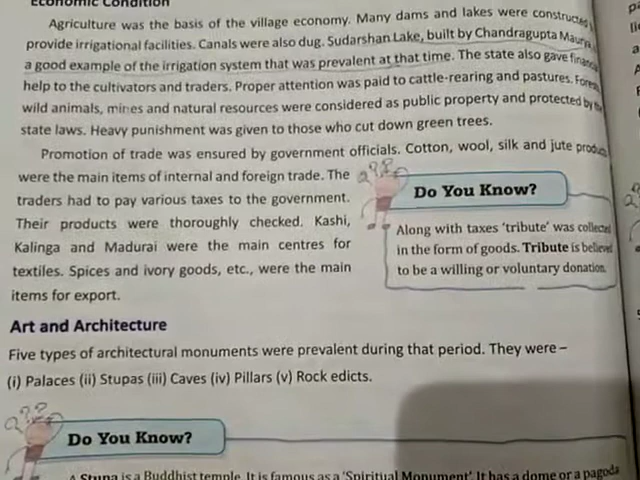 Economic Condition
Agriculture was the basis of the village economy. Many dams and lakes were constructed
provide irrigational facilities. Canals were also dug. Sudarshan Lake, built by Chandragupta Maurya
a good example of the irrigation system that was prevalent at that time. The state also gave financial
help to the cultivators and traders. Proper attention was paid to cattle-rearing and pastures. Forests,
wild animals, mines and natural resources were considered as public property and protected by the
state laws. Heavy punishment was given to those who cut down green trees.
Promotion of trade was ensured by government officials. Cotton, wool, silk and jute products
were the main items of internal and foreign trade. The
traders had to pay various taxes to the government.
Their products were thoroughly checked. Kashi,
Kalinga and Madurai were the main centres for
textiles. Spices and ivory goods, etc., were the main
items for export.
???
Do You Know?
Along with taxes 'tribute' was collected
in the form of goods. Tribute is believed
to be a willing or voluntary donation.
Art and Architecture
Five types of architectural monuments were prevalent during that period. They were –
(i) Palaces (ii) Stupas (iii) Caves (iv) Pillars (v) Rock edicts.
???
Do You Know?
A Stupa is a Buddhist temple. It is famous as a 'Spiritual Monument'. It has a dome or a pagoda